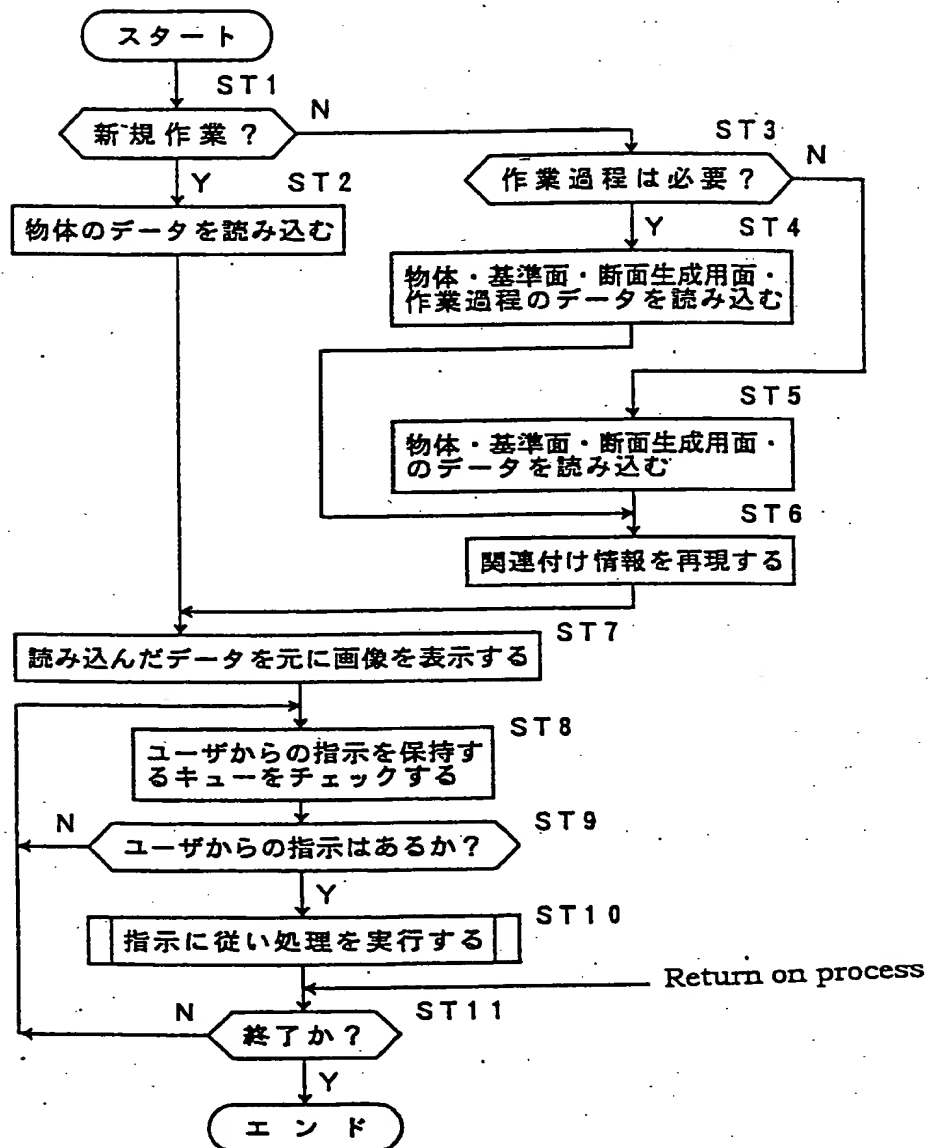 スタート
ST1
新規作業？
N
Y
ST2
物体のデータを読み込む
ST3
作業過程は必要？
N
Y
ST4
物体・基準面・断面生成用面・
作業過程のデータを読み込む
ST5
物体・基準面・断面生成用面・
のデータを読み込む
ST6
関連付け情報を再現する
ST7
読み込んだデータを元に画像を表示する
ST8
ユーザからの指示を保持す
るキューをチェックする
ST9
N
ユーザからの指示はあるか？
Y
ST10
指示に従い処理を実行する
Return on process
ST11
N
終了か？
Y
エンド